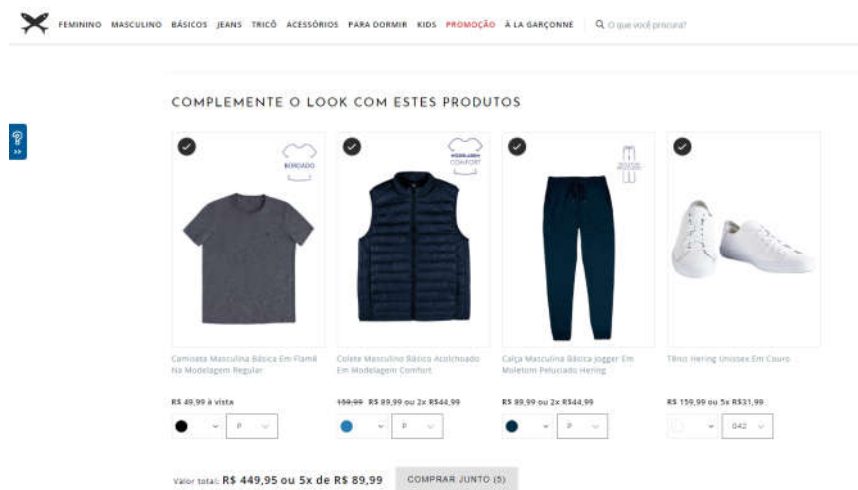 FEMININO MASCULINO BÁSICOS JEANS TRICÔ ACESSÓRIOS PARA DORMIR KIDS PROMOÇÃO À LA GARÇONNE O que você procura?
COMPLEMENTE O LOOK COM ESTES PRODUTOS
?
>>
BORDADO
MODELAGEM
COMFORT
Camiseta Masculina Básica Em Flamê
Na Modelagem Regular
Colete Masculino Básico Acolchoado
Em Modelagem Comfort
Calça Masculina Básica Jogger Em
Moletom Peluciado Hering
Tênis Hering Unissex Em Couro
R$ 49,99 à vista
159,99 R$ 89,99 ou 2x R$44,99
R$ 89,99 ou 2x R$44,99
R$ 159,99 ou 5x R$31,99
P
P
P
042
Valor total: R$ 449,95 ou 5x de R$ 89,99 COMPRAR JUNTO (5)